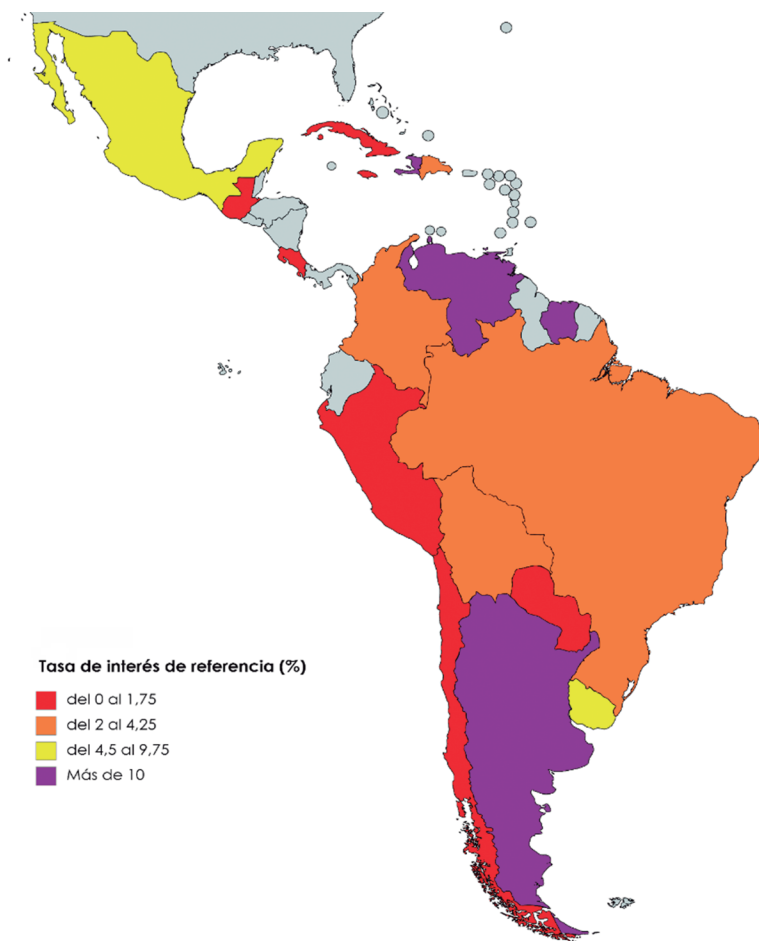 Tasa de interés de referencia (%)
del 0 al 1,75
del 2 al 4,25
del 4,5 al 9,75
Más de 10